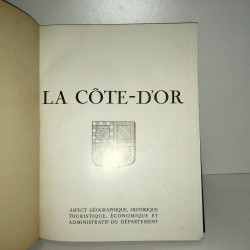 LA CÔTE-D'OR
ASPECT GÉOGRAPHIQUE, HISTORIQUE
TOURISTIQUE, ÉCONOMIQUE ET
ADMINISTRATIF DU DÉPARTEMENT